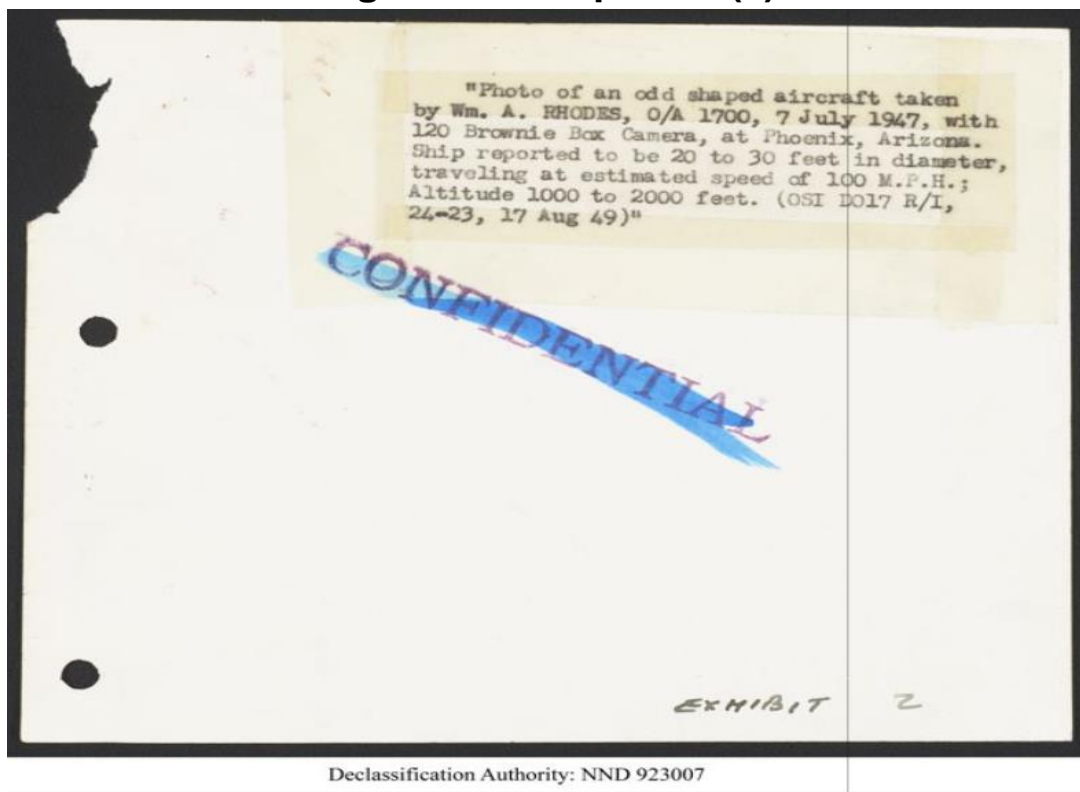 "Photo of an odd shaped aircraft taken
by Wm. A. RHODES, O/A 1700, 7 July 1947, with
120 Brownie Box Camera, at Phoenix, Arizona.
Ship reported to be 20 to 30 feet in diameter,
traveling at estimated speed of 100 M.P.H.;
Altitude 1000 to 2000 feet. (OSI DO17 R/I,
24-23, 17 Aug 49)"
CONFIDENTIAL
EXHIBIT 2
Declassification Authority: NND 923007